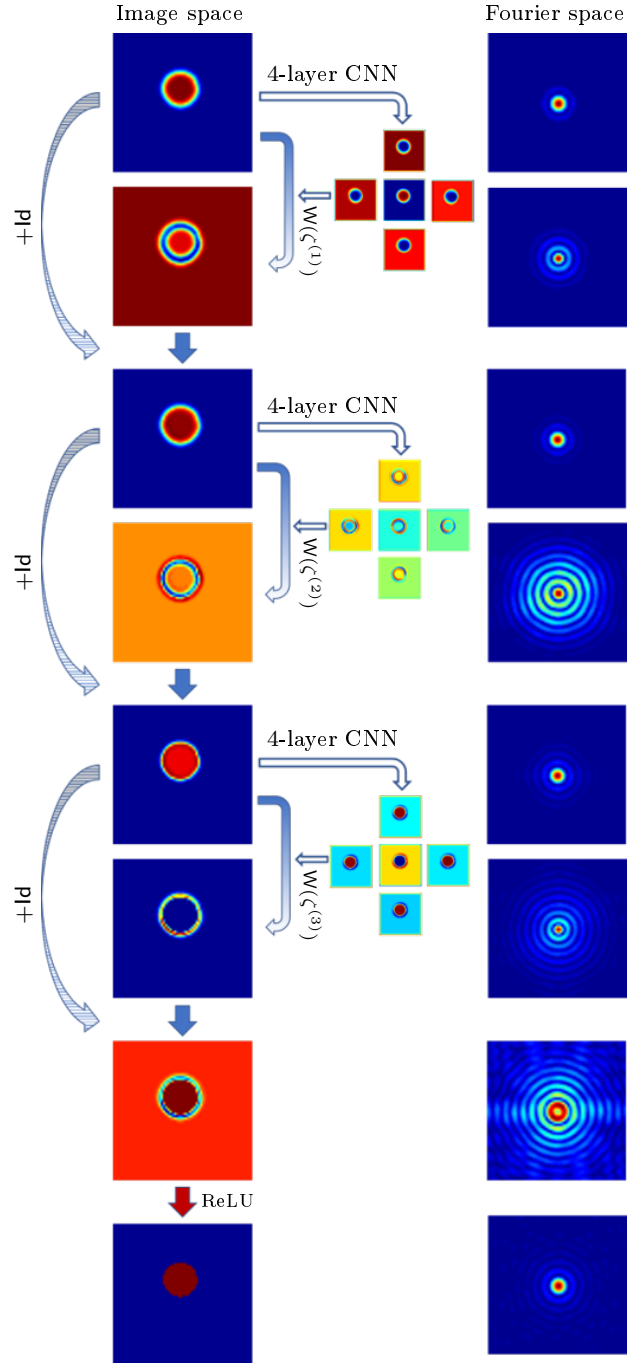 Image space
Fourier space
4-layer CNN
W(ζ⁽¹⁾)
+Id
4-layer CNN
W(ζ⁽²⁾)
+Id
4-layer CNN
W(ζ⁽³⁾)
+Id
ReLU